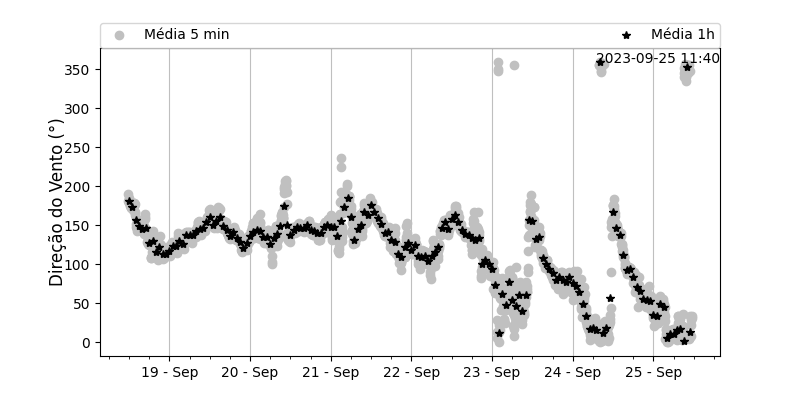 Média 5 min
Média 1h
2023-09-25 11:40
Direção do Vento (°)
350
300
250
200
150
100
50
0
19 - Sep
20 - Sep
21 - Sep
22 - Sep
23 - Sep
24 - Sep
25 - Sep